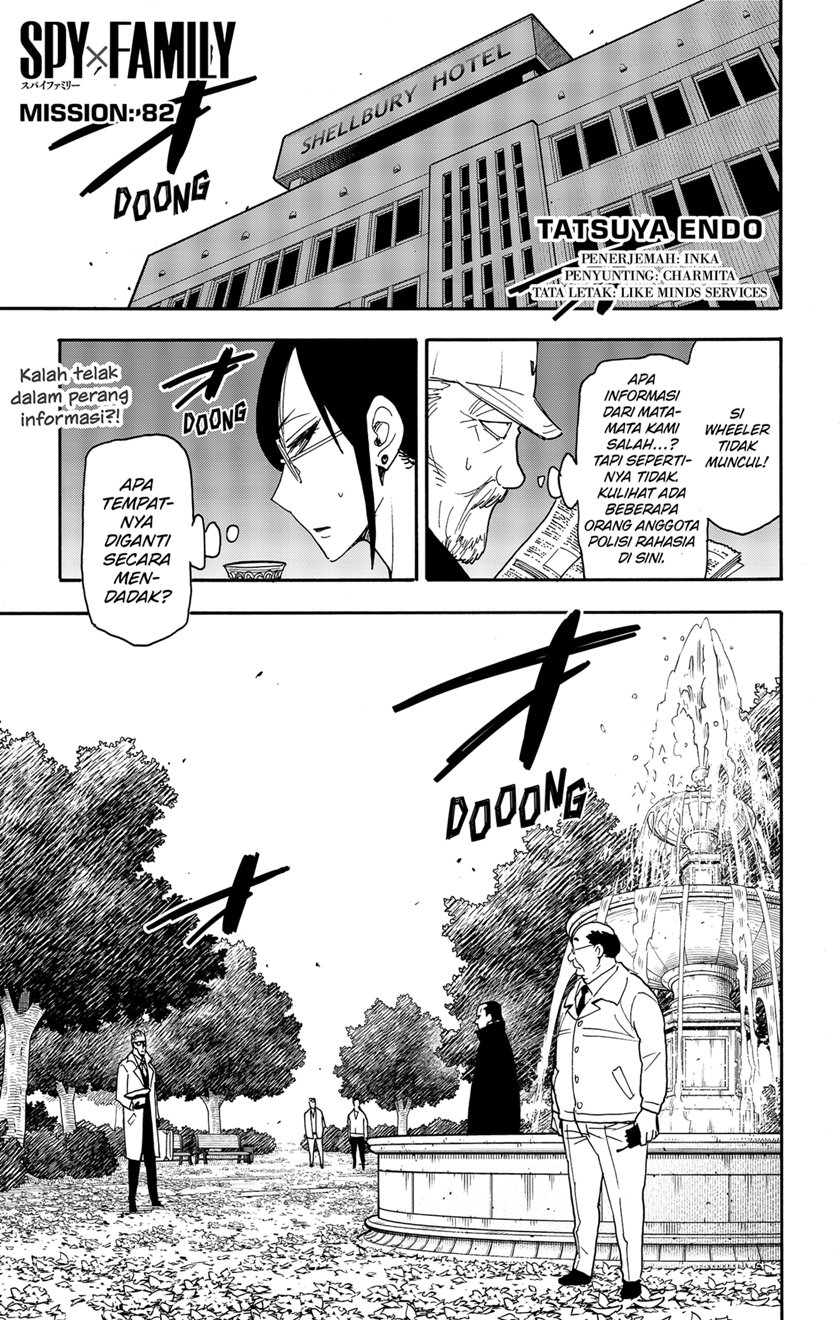 SPY×FAMILY
スパイファミリー
MISSION: 82
SHELLBURY HOTEL
DOONG
TATSUYA ENDO
PENERJEMAH: INKA
PENYUNTING: CHARMITA
TATA LETAK: LIKE MINDS SERVICES
SI
WHEELER
TIDAK
MUNCUL!
APA
INFORMASI
DARI MATA-
MATA KAMI
SALAH...?
TAPI SEPERTI-
NYA TIDAK.
KULIHAT ADA
BEBERAPA
ORANG ANGGOTA
POLISI RAHASIA
DI SINI.
Kalah telak
dalam perang
informasi?!
DOONG
APA
TEMPAT-
NYA
DIGANTI
SECARA
MEN-
DADAK?
DOOONG